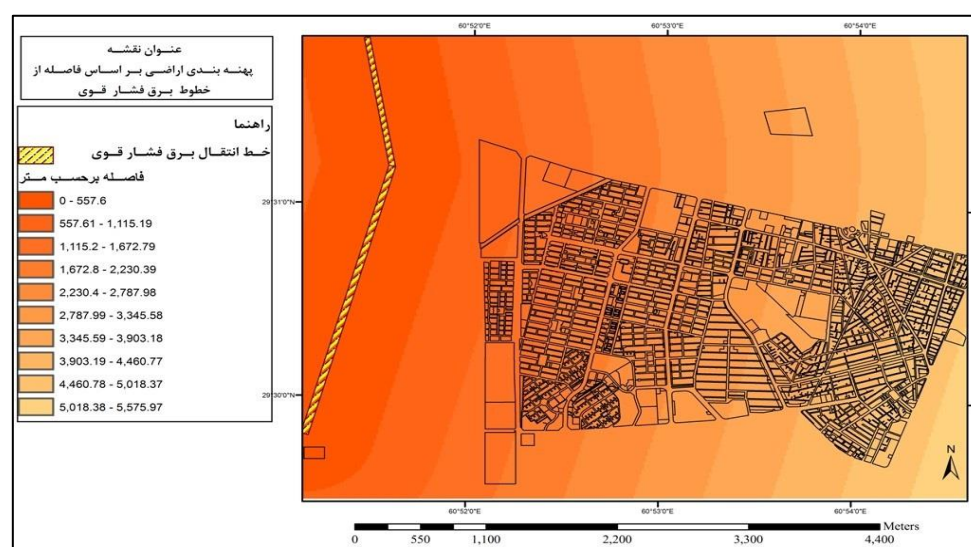 عنوان نقشه
پهنه بندی اراضی بر اساس فاصله از
خطوط برق فشار قوی
راهنما
خط انتقال برق فشار قوی
فاصله برحسب متر
0 - 557.6
557.61 - 1,115.19
1,115.2 - 1,672.79
1,672.8 - 2,230.39
2,230.4 - 2,787.98
2,787.99 - 3,345.58
3,345.59 - 3,903.18
3,903.19 - 4,460.77
4,460.78 - 5,018.37
5,018.38 - 5,575.97
60°52'0"E 60°53'0"E 60°54'0"E
29°31'0"N
29°30'0"N
N
60°52'0"E 60°53'0"E 60°54'0"E
Meters
0 550 1,100 2,200 3,300 4,400